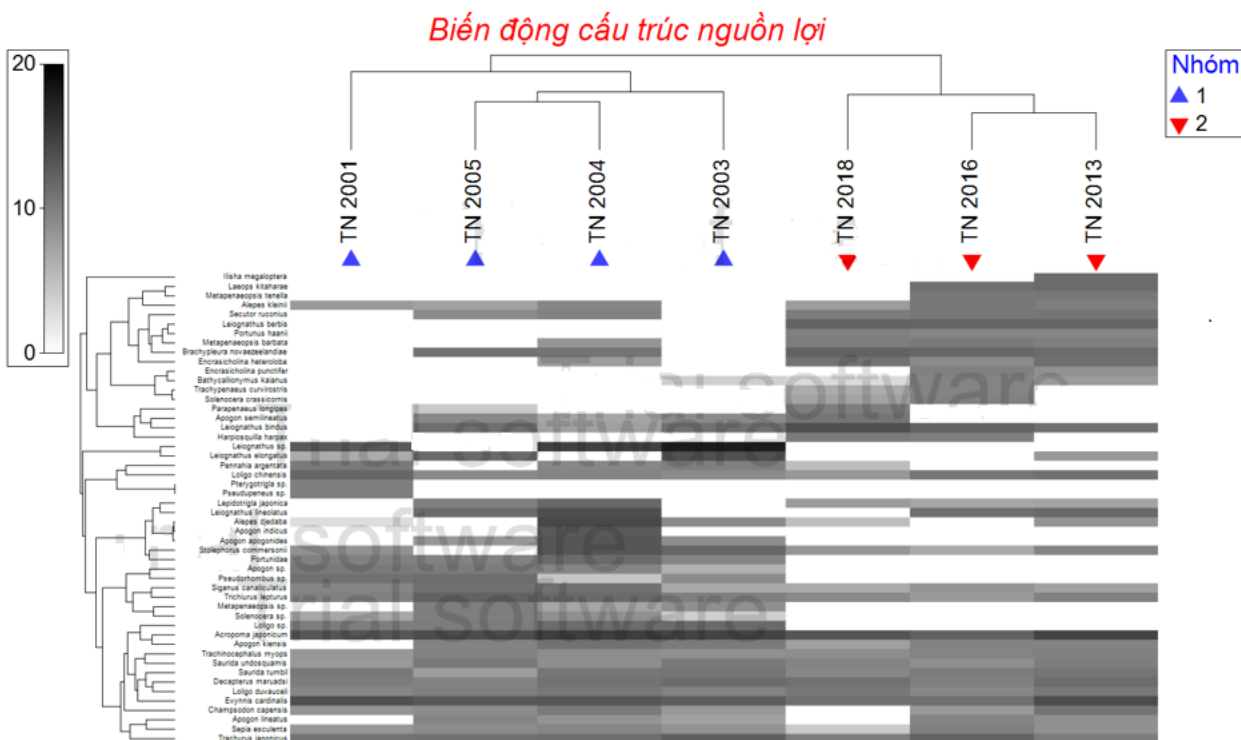 Biến động cấu trúc nguồn lợi
20
10
0
Nhóm
1
2
TN 2001
TN 2005
TN 2004
TN 2003
TN 2018
TN 2016
TN 2013
Ilisha megaloptera
Laeops kitaharae
Metapenaeopsis tenella
Alepes kleinii
Secutor ruconius
Leiognathus berbis
Portunus haanii
Metapenaeopsis barbata
Brachypleura novaezeelandiae
Encrasicholina heteroloba
Encrasicholina punctifer
Bathycallionymus kaianus
Trachypenaeus curvirostris
Solenocera crassicornis
Parapenaeus longipes
Apogon semilineatus
Leiognathus bindus
Harpiosquilla harpax
Leiognathus sp.
Leiognathus elongatus
Pennahia argentata
Loligo chinensis
Pterygotrigla sp.
Pseudupeneus sp.
Lepidotrigla japonica
Leiognathus lineolatus
Alepes djedaba
Apogon indicus
Apogon apogonides
Stolephorus commersonii
Portunidae
Apogon sp.
Pseudorhombus sp.
Siganus canaliculatus
Trichiurus lepturus
Metapenaeopsis sp.
Solenocera sp.
Loligo sp.
Acropoma japonicum
Apogon kiensis
Trachinocephalus myops
Saurida undosquamis
Saurida tumbil
Decapterus maruadsi
Loligo duvauceli
Evynnis cardinalis
Champsodon capensis
Apogon lineatus
Sepia esculenta
Trachurus japonicus
software
software
software
software